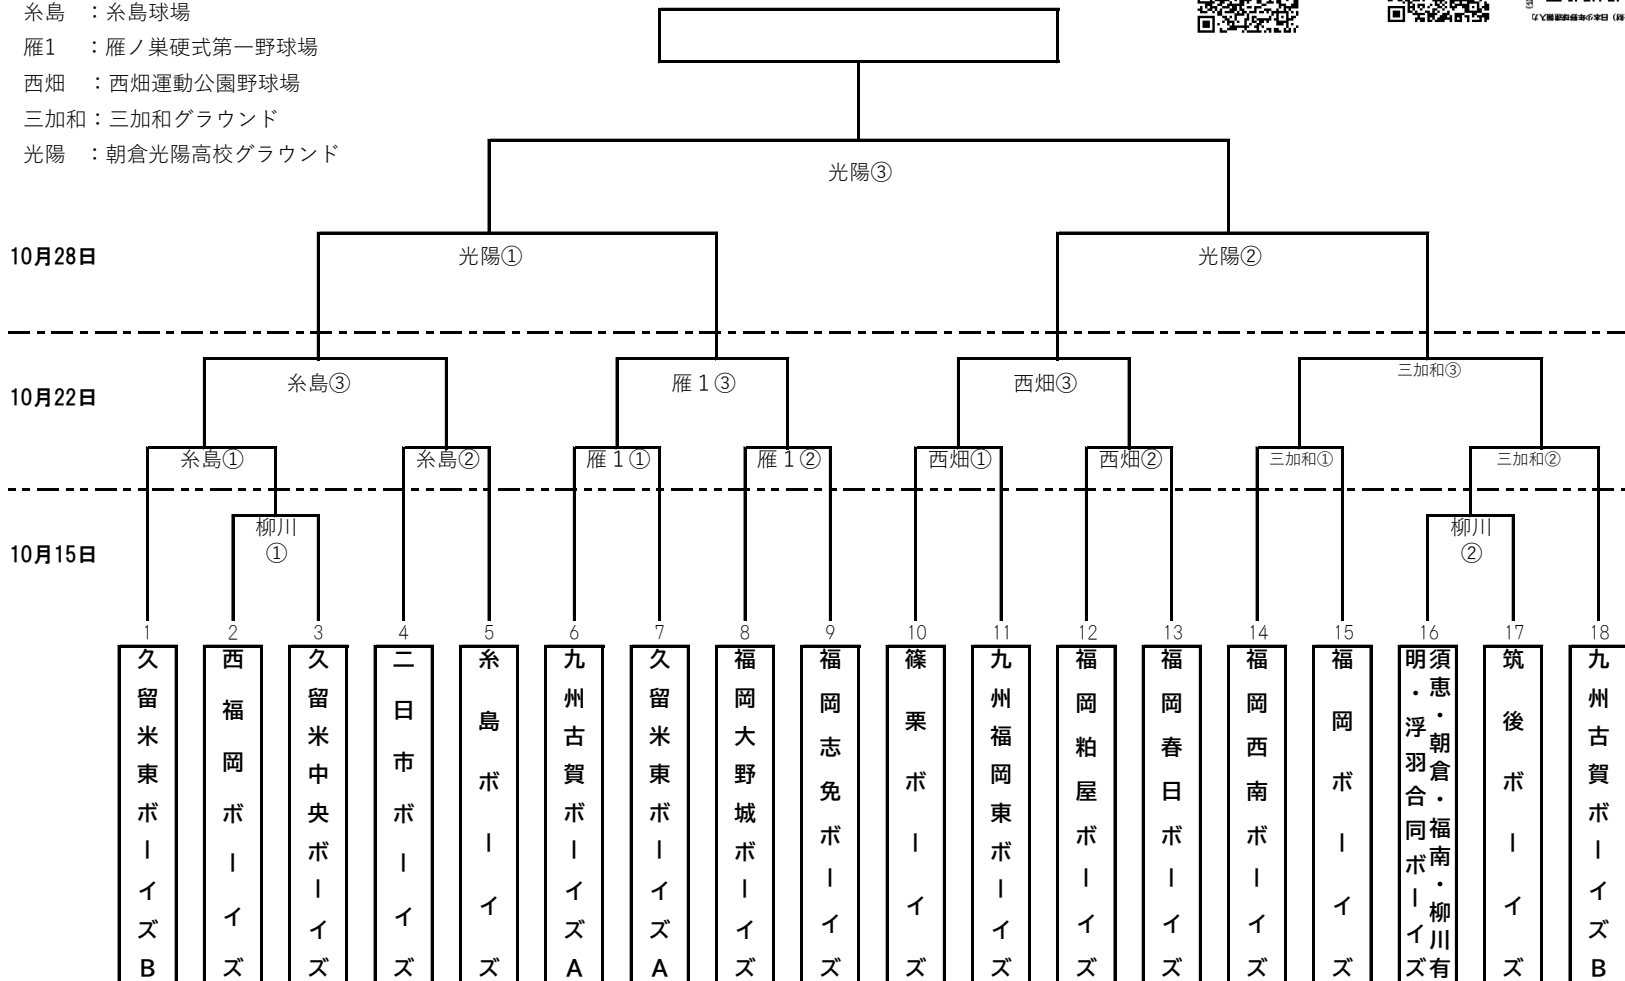 糸島　：糸島球場
雁1　：雁ノ巣硬式第一野球場
西畑　：西畑運動公園野球場
三加和：三加和グラウンド
光陽　：朝倉光陽高校グラウンド
光陽③
10月28日
光陽①
光陽②
10月22日
糸島③
雁１③
西畑③
三加和③
糸島①
糸島②
雁１①
雁１②
西畑①
西畑②
三加和①
三加和②
10月15日
柳川
①
柳川
②
1
2
3
4
5
6
7
8
9
10
11
12
13
14
15
16
17
18
久留米東ボーイズB
西福岡ボーイズ
久留米中央ボーイズ
二日市ボーイズ
糸島ボーイズ
九州古賀ボーイズA
久留米東ボーイズA
福岡大野城ボーイズ
福岡志免ボーイズ
篠栗ボーイズ
九州福岡東ボーイズ
福岡粕屋ボーイズ
福岡春日ボーイズ
福岡西南ボーイズ
福岡ボーイズ
須恵・朝倉・福南・柳川有
明・浮羽合同ボーイズ
筑後ボーイズ
九州古賀ボーイズB